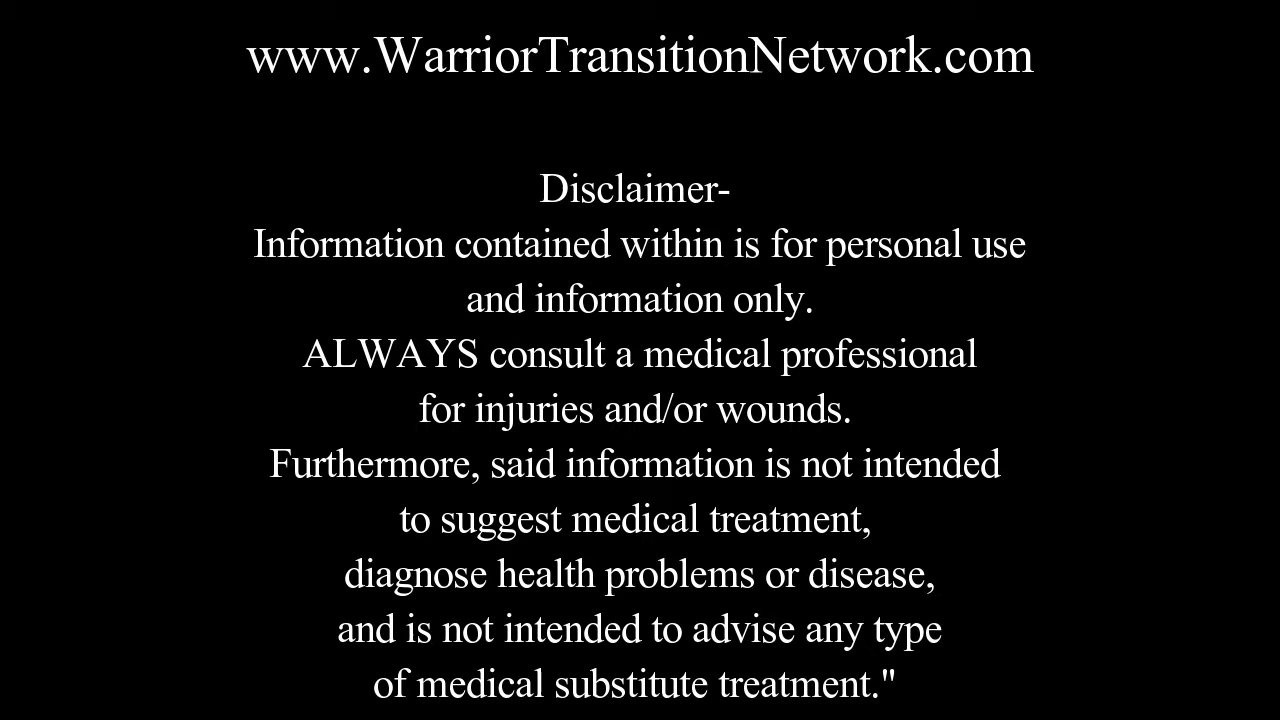 www.WarriorTransitionNetwork.com
Disclaimer-
Information contained within is for personal use
and information only.
ALWAYS consult a medical professional
for injuries and/or wounds.
Furthermore, said information is not intended
to suggest medical treatment,
diagnose health problems or disease,
and is not intended to advise any type
of medical substitute treatment."